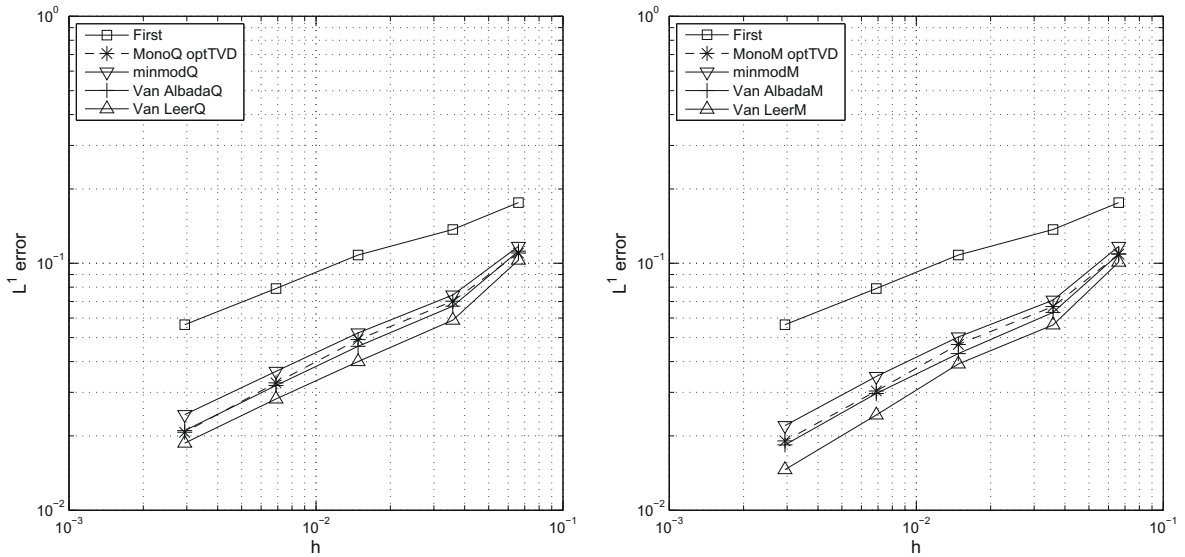 10^0
First
MonoQ optTVD
minmodQ
Van AlbadaQ
Van LeerQ
L^1 error
10^-1
10^-2
10^-3
10^-2
10^-1
h
10^0
First
MonoM optTVD
minmodM
Van AlbadaM
Van LeerM
L^1 error
10^-1
10^-2
10^-3
10^-2
10^-1
h